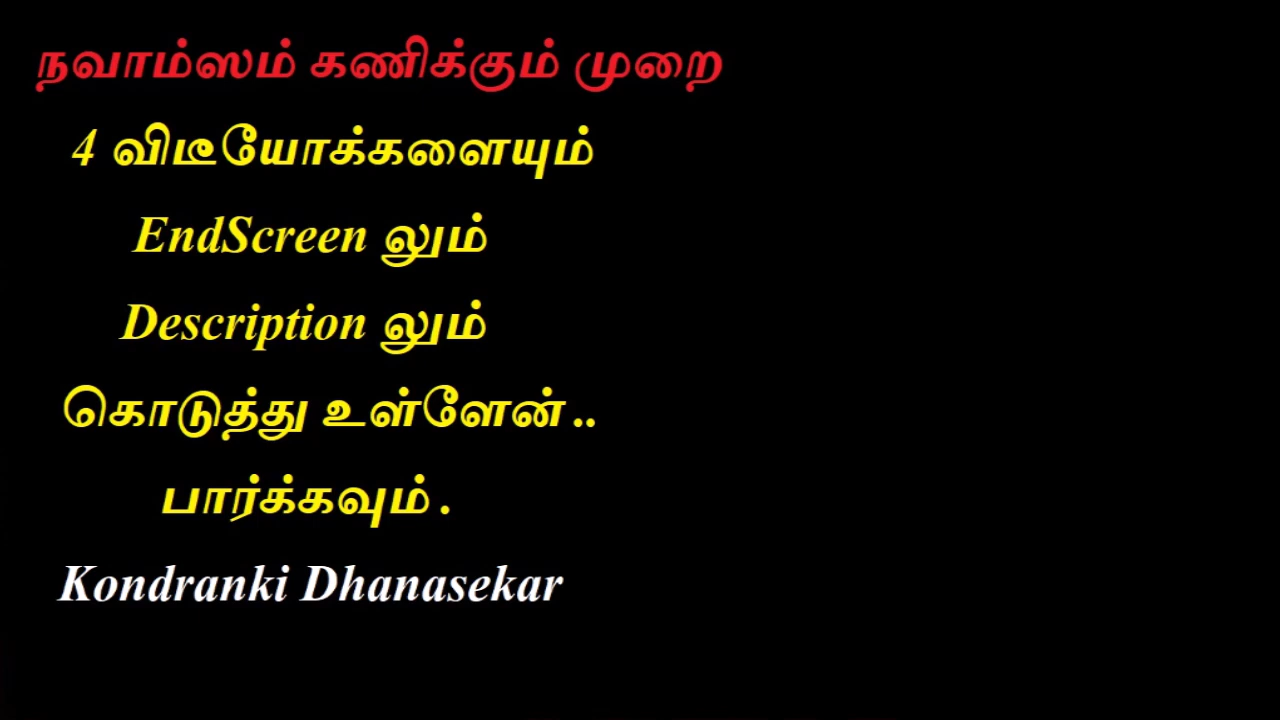 நவாம்ஸம் கணிக்கும் முறை
4 விடீயோக்களையும்
EndScreen லும்
Description லும்
கொடுத்து உள்ளேன்..
பார்க்கவும்.
Kondranki Dhanasekar